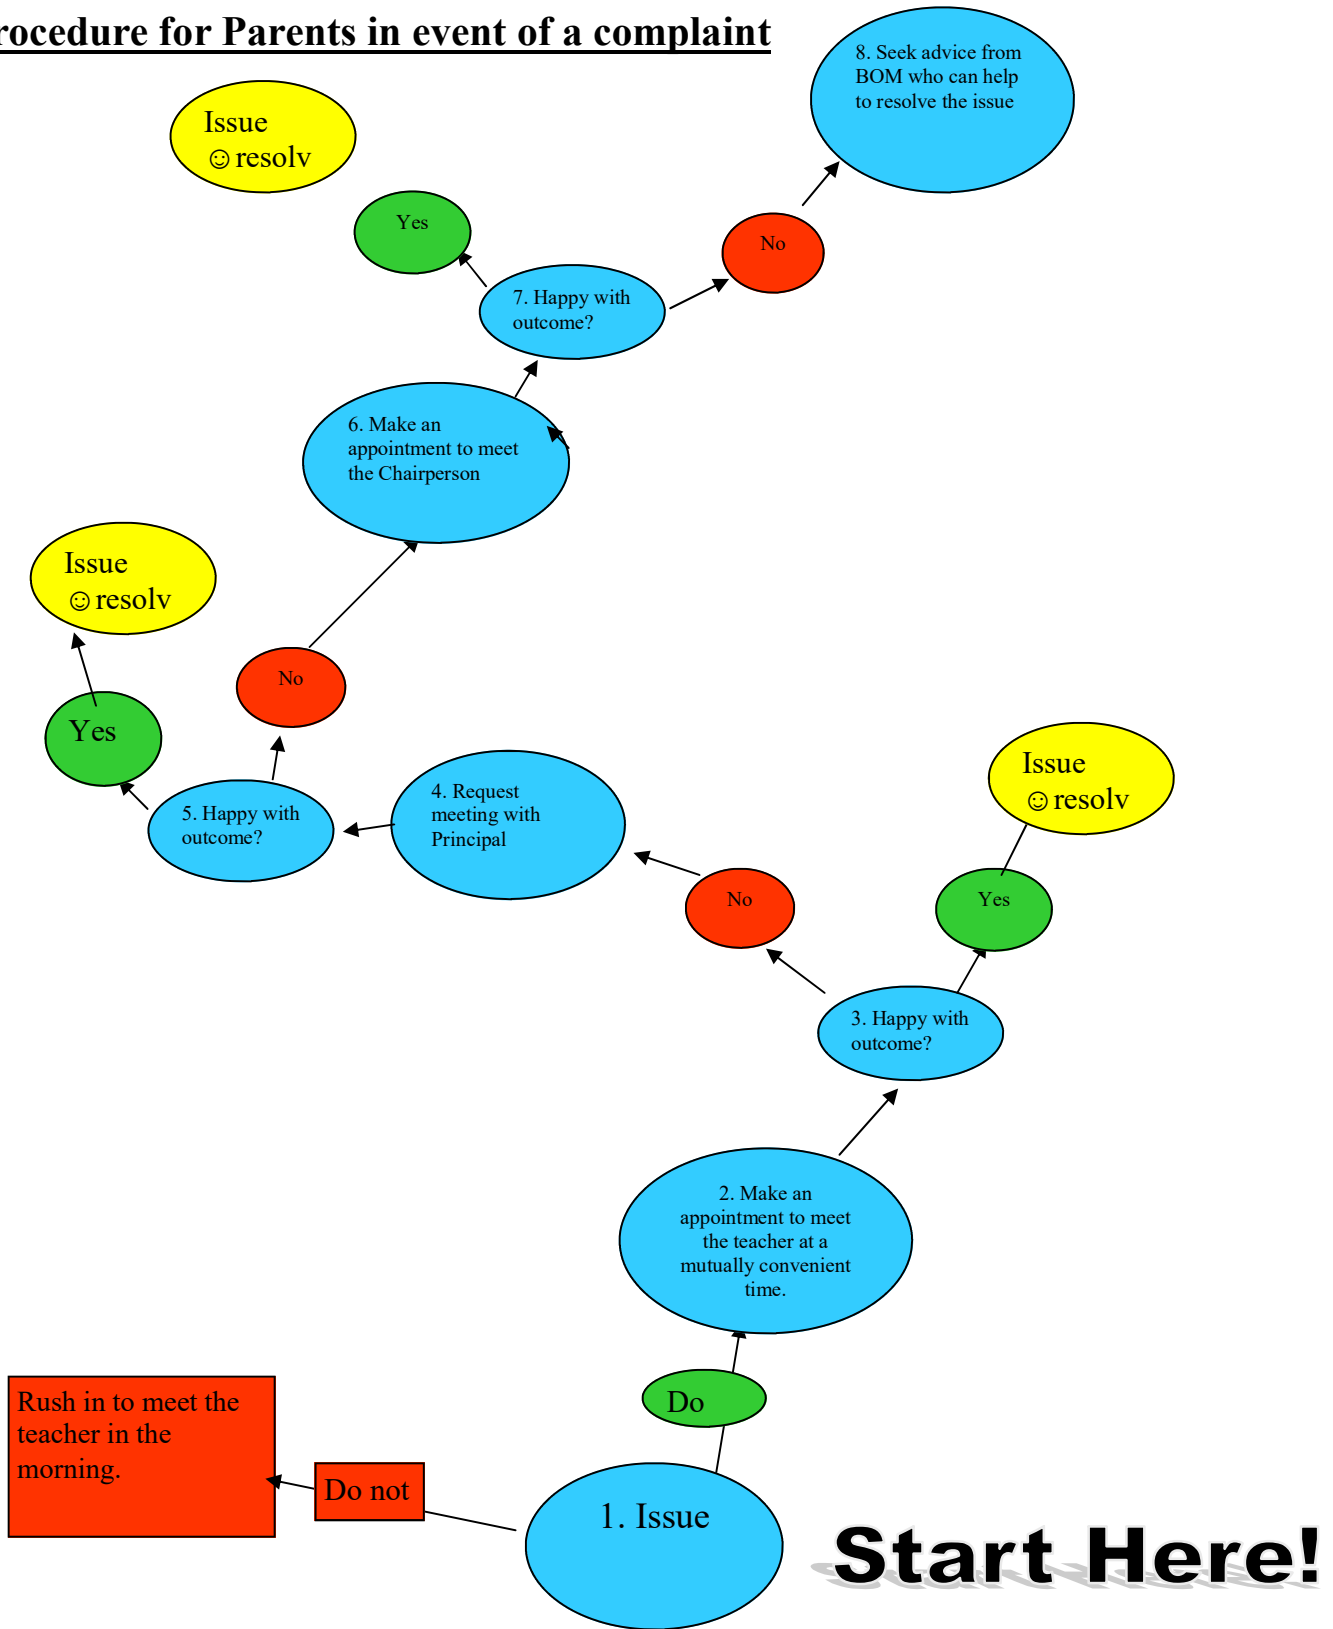 rocedure for Parents in event of a complaint
8. Seek advice from
BOM who can help
to resolve the issue
Issue
☺resolv
Yes
No
7. Happy with
outcome?
6. Make an
appointment to meet
the Chairperson
Issue
☺resolv
No
Yes
5. Happy with
outcome?
4. Request
meeting with
Principal
Issue
☺resolv
No
Yes
3. Happy with
outcome?
2. Make an
appointment to meet
the teacher at a
mutually convenient
time.
Do
Rush in to meet the
teacher in the
morning.
Do not
1. Issue
Start Here!